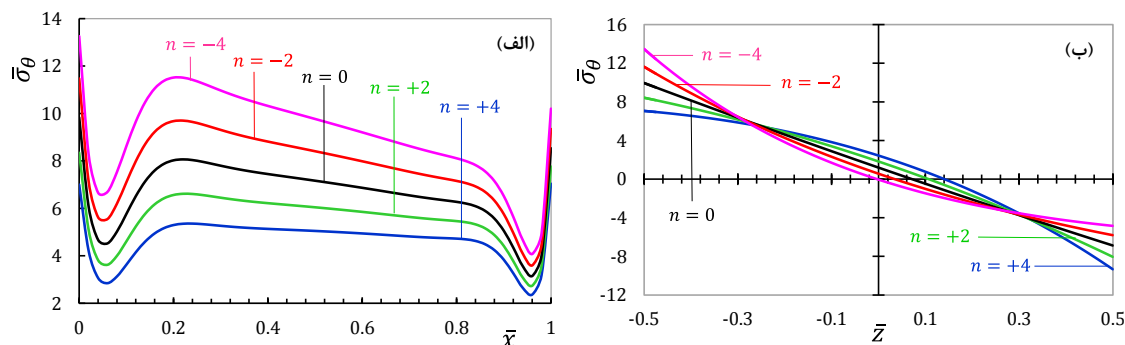 (الف)
σ̄θ
14
12
10
8
6
4
2
0
0.2
0.4
0.6
0.8
1
x̄
n = −4
n = −2
n = 0
n = +2
n = +4
(ب)
σ̄θ
16
12
8
4
0
-4
-8
-12
-0.5
-0.3
-0.1
0.1
0.3
0.5
z̄
n = −4
n = −2
n = 0
n = +2
n = +4